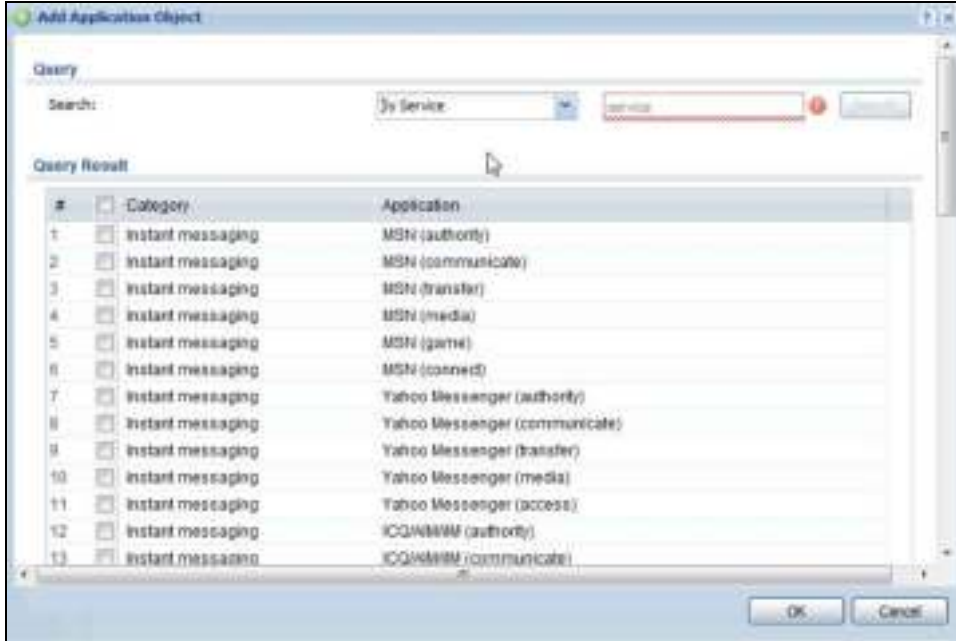 Add Application Object
Query
Search: By Service service Search
Query Result
# Category Application
1 Instant messaging MSN (authority)
2 Instant messaging MSN (communicate)
3 Instant messaging MSN (transfer)
4 Instant messaging MSN (media)
5 Instant messaging MSN (game)
6 Instant messaging MSN (connect)
7 Instant messaging Yahoo Messenger (authority)
8 Instant messaging Yahoo Messenger (communicate)
9 Instant messaging Yahoo Messenger (transfer)
10 Instant messaging Yahoo Messenger (media)
11 Instant messaging Yahoo Messenger (access)
12 Instant messaging (authority)
13 Instant messaging (communicate)
OK Cancel